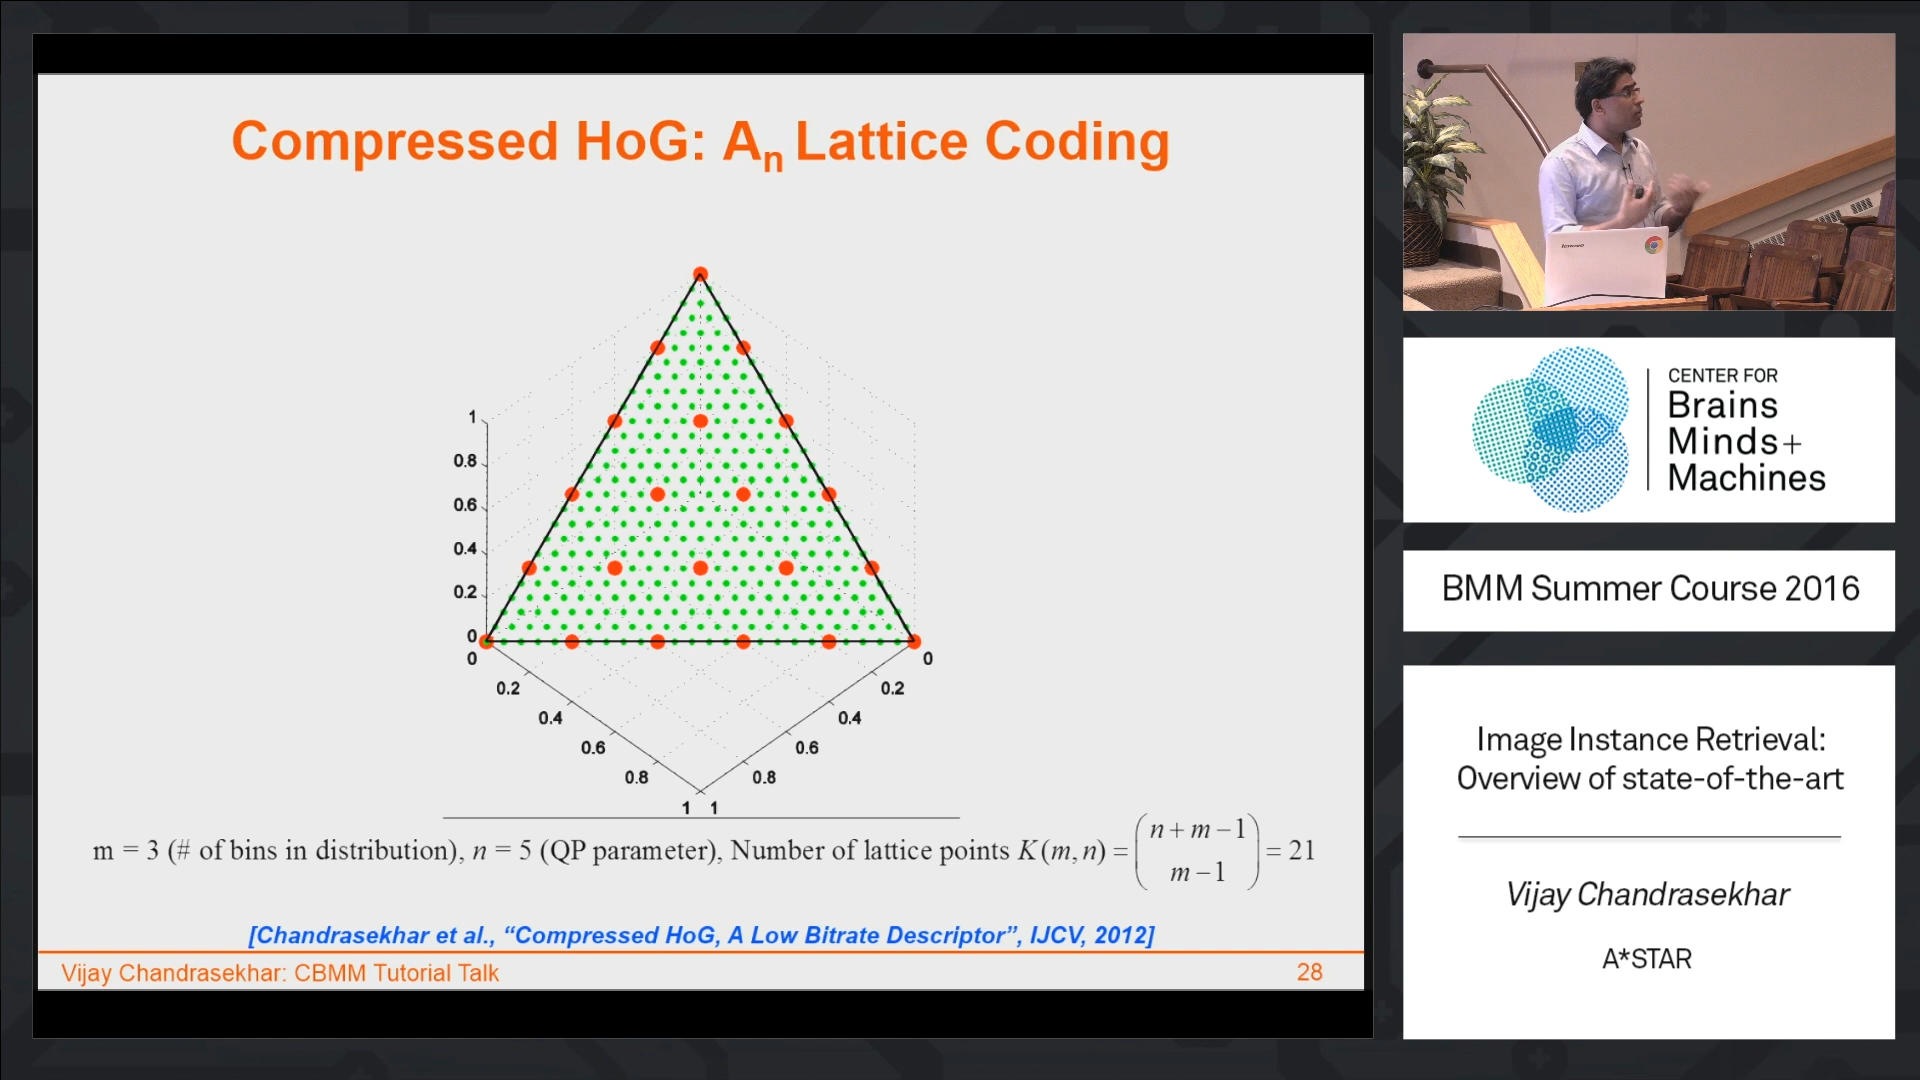 Compressed HoG: An Lattice Coding
1
0.8
0.6
0.4
0.2
0
0
0
0.2
0.2
0.4
0.4
0.6
0.6
0.8
0.8
1 1
m = 3 (# of bins in distribution), n = 5 (QP parameter), Number of lattice points K(m,n) = (n+m−1 m−1) = 21
[Chandrasekhar et al., “Compressed HoG, A Low Bitrate Descriptor”, IJCV, 2012]
Vijay Chandrasekhar: CBMM Tutorial Talk
28
lenovo
CENTER FOR
Brains
Minds+
Machines
BMM Summer Course 2016
Image Instance Retrieval:
Overview of state-of-the-art
Vijay Chandrasekhar
A*STAR